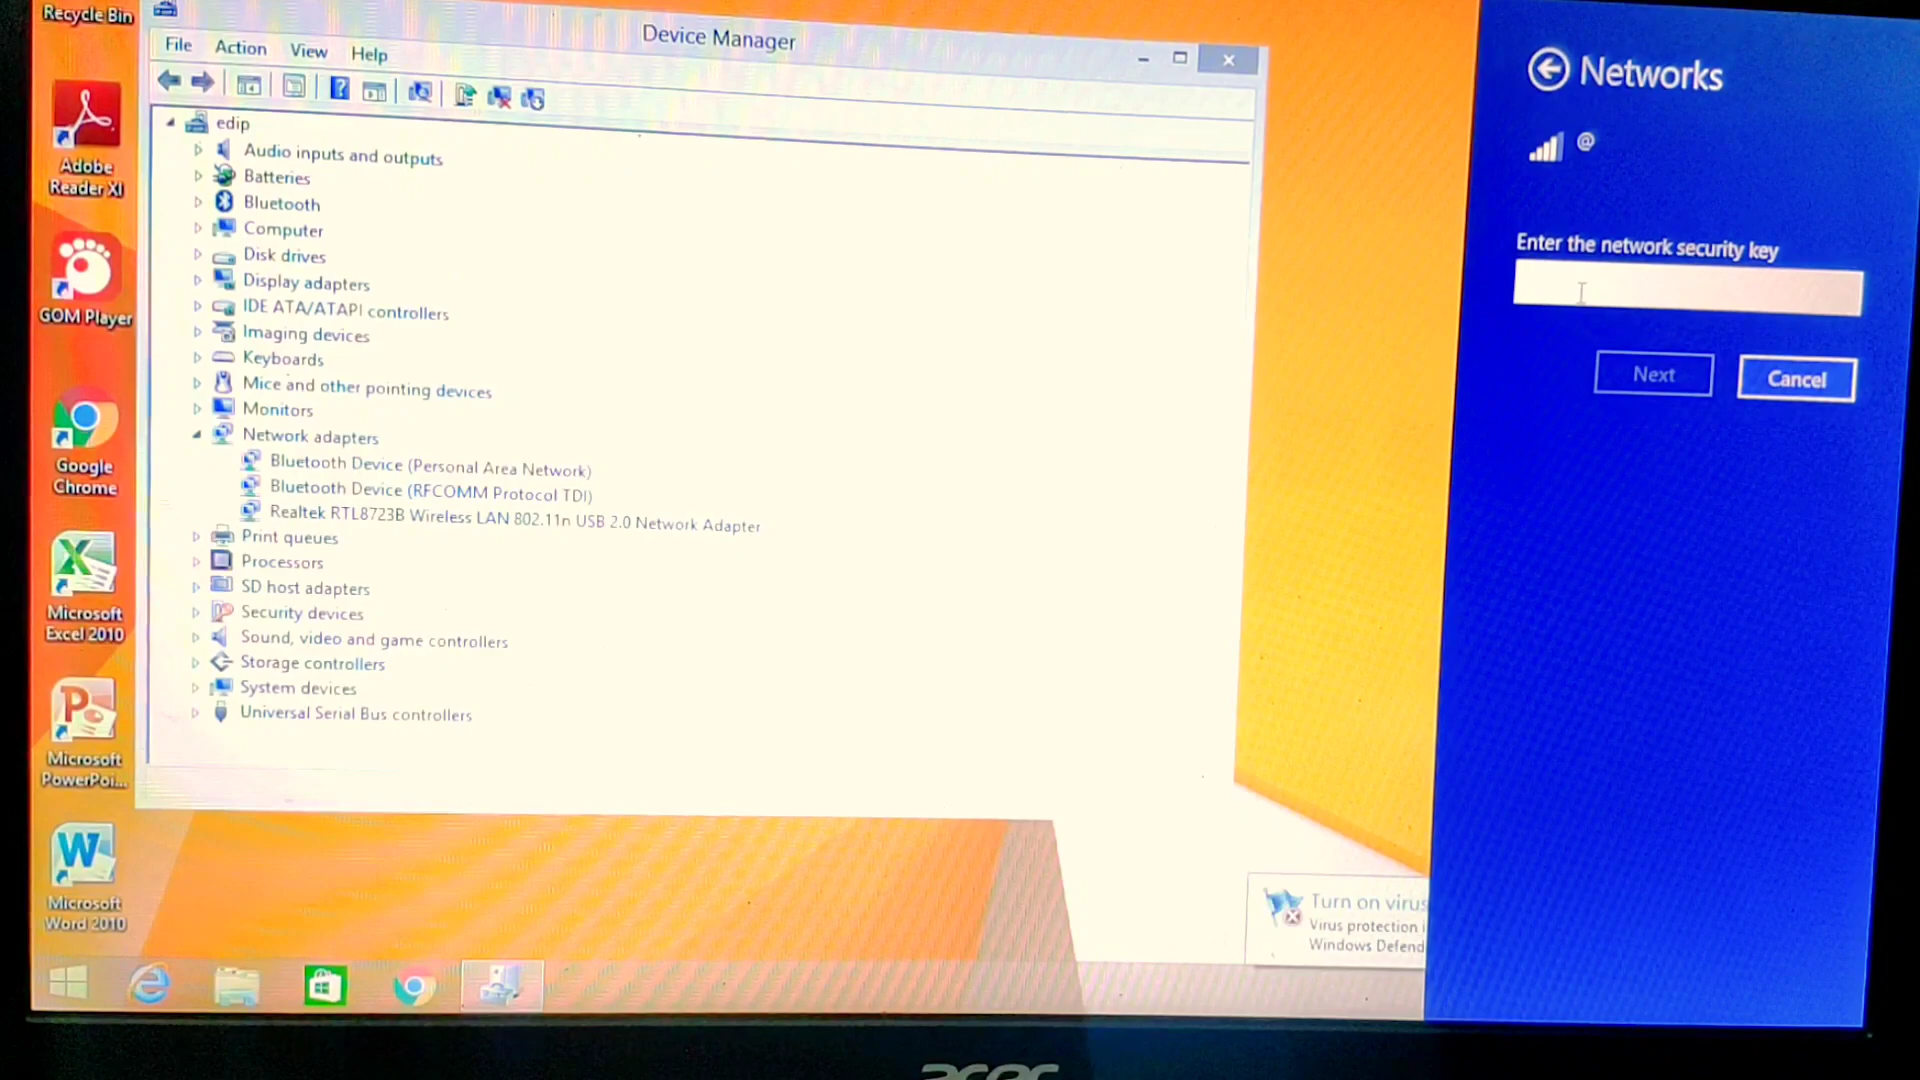 Recycle Bin
Adobe
Reader XI
GOM Player
Google
Chrome
Microsoft
Excel 2010
Microsoft
PowerPoi...
Microsoft
Word 2010
Device Manager
File Action View Help
edip
Audio inputs and outputs
Batteries
Bluetooth
Computer
Disk drives
Display adapters
IDE ATA/ATAPI controllers
Imaging devices
Keyboards
Mice and other pointing devices
Monitors
Network adapters
Bluetooth Device (Personal Area Network)
Bluetooth Device (RFCOMM Protocol TDI)
Realtek RTL8723B Wireless LAN 802.11n USB 2.0 Network Adapter
Print queues
Processors
SD host adapters
Security devices
Sound, video and game controllers
Storage controllers
System devices
Universal Serial Bus controllers
Networks
@
Enter the network security key
Next Cancel
Turn on virus
Virus protection i
Windows Defend
acer